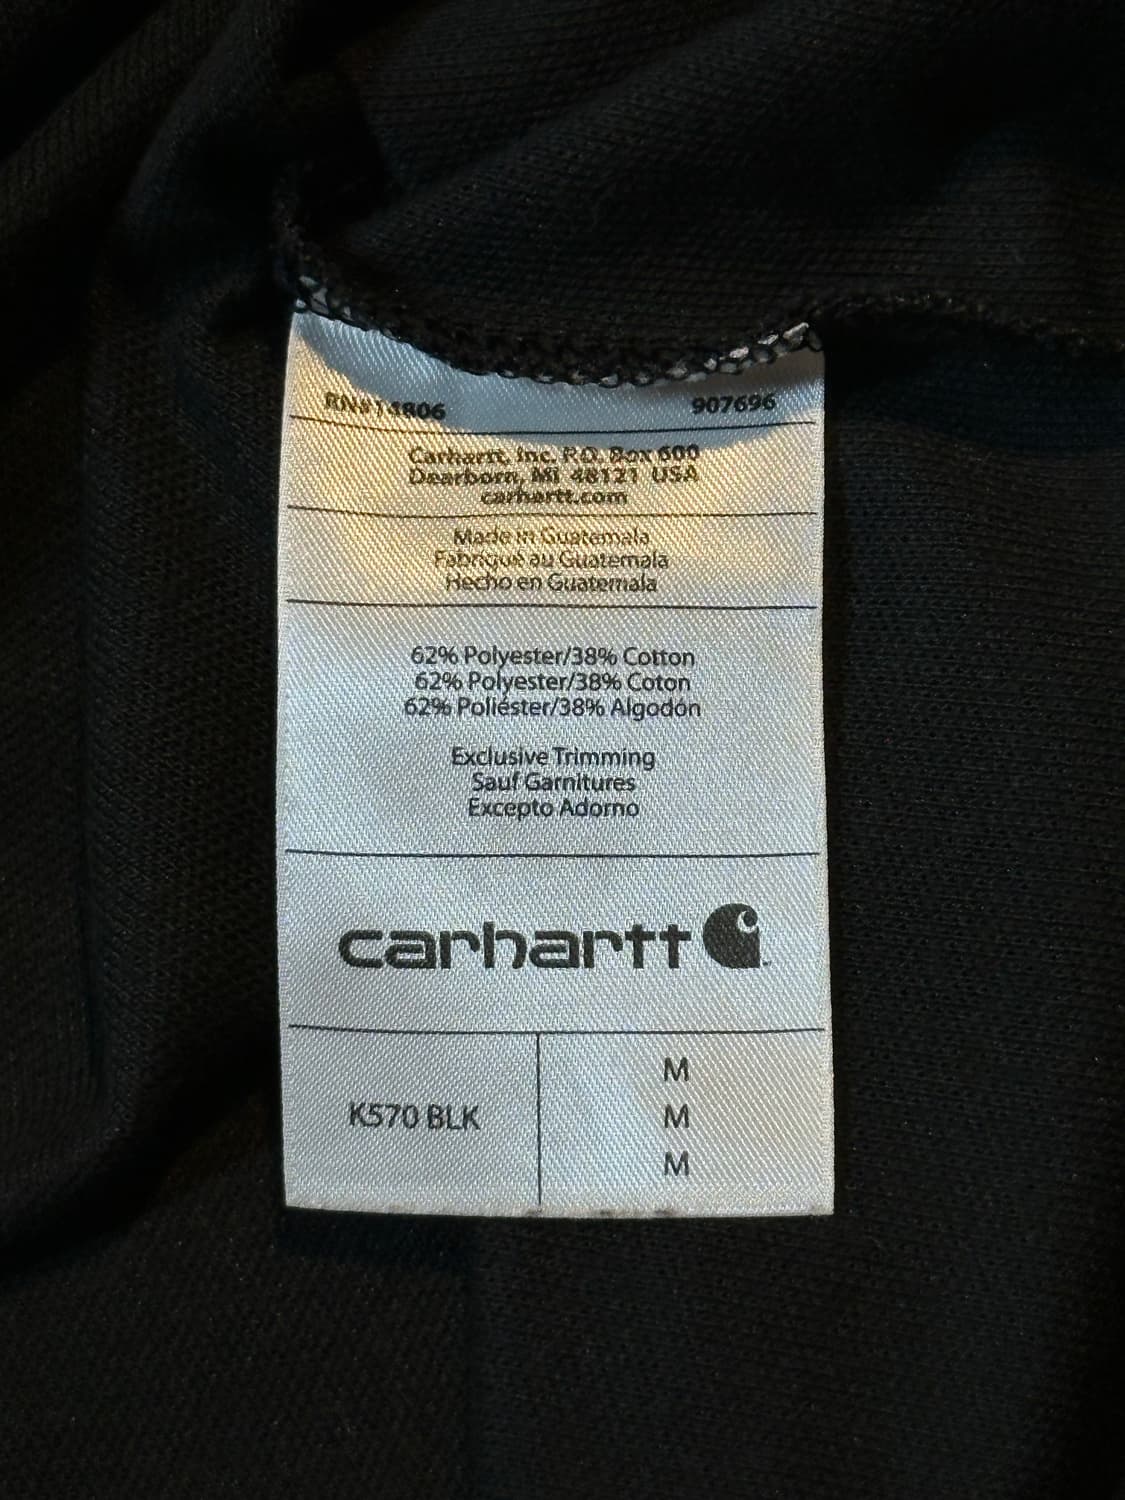 RN#14806 907696
Carhartt, Inc. P.O. Box 600
Dearborn, MI 48121 USA
carhartt.com
Made in Guatemala
Fabriqué au Guatemala
Hecho en Guatemala
62% Polyester/38% Cotton
62% Polyester/38% Coton
62% Poliéster/38% Algodón
Exclusive Trimming
Sauf Garnitures
Excepto Adorno
carhartt
K570 BLK
M
M
M